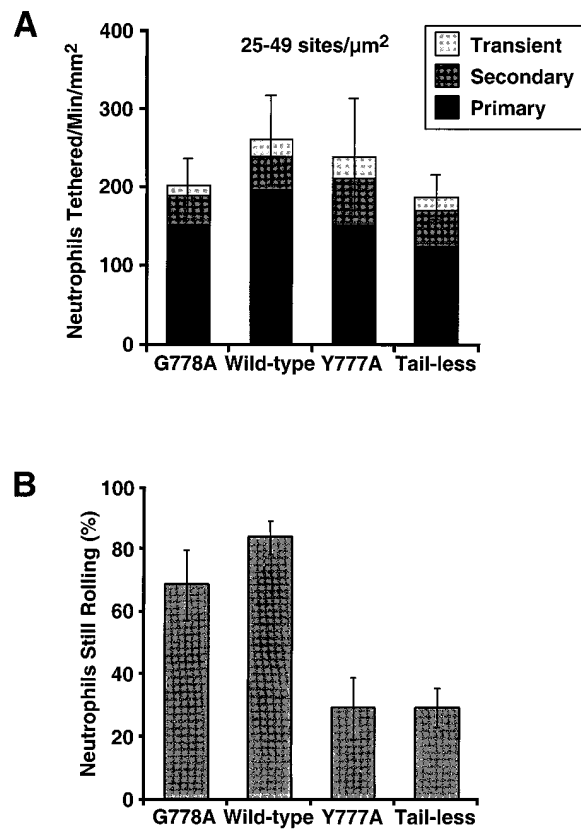 A
25-49 sites/µm²
Transient
Secondary
Primary
Neutrophils Tethered/Min/mm²
400
300
200
100
0
G778A Wild-type Y777A Tail-less
B
Neutrophils Still Rolling (%)
100
80
60
40
20
0
G778A Wild-type Y777A Tail-less